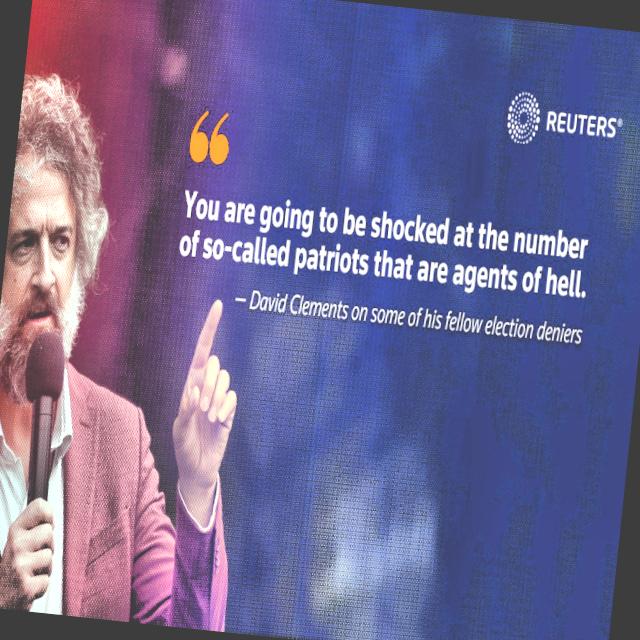 REUTERS®
“
You are going to be shocked at the number
of so-called patriots that are agents of hell.
– David Clements on some of his fellow election deniers